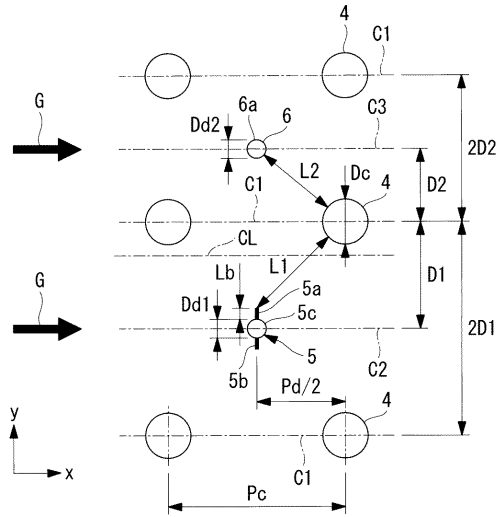 4
C1
G
6a
6
C3
Dd2
L2
Dc
4
D2
2D2
C1
CL
L1
D1
2D1
G
Lb
5a
Dd1
5c
5
C2
5b
Pd/2
4
y
x
C1
Pc